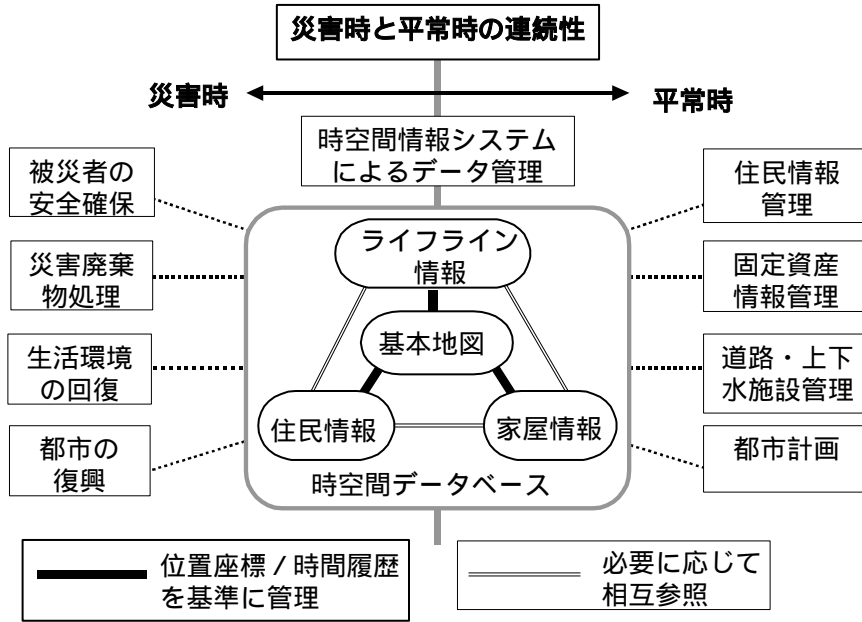 災害時と平常時の連続性
災害時
平常時
時空間情報システム
によるデータ管理
被災者の
安全確保
災害廃棄
物処理
生活環境
の回復
都市の
復興
ライフライン
情報
基本地図
住民情報
家屋情報
時空間データベース
住民情報
管理
固定資産
情報管理
道路・上下
水施設管理
都市計画
位置座標/時間履歴
を基準に管理
必要に応じて
相互参照